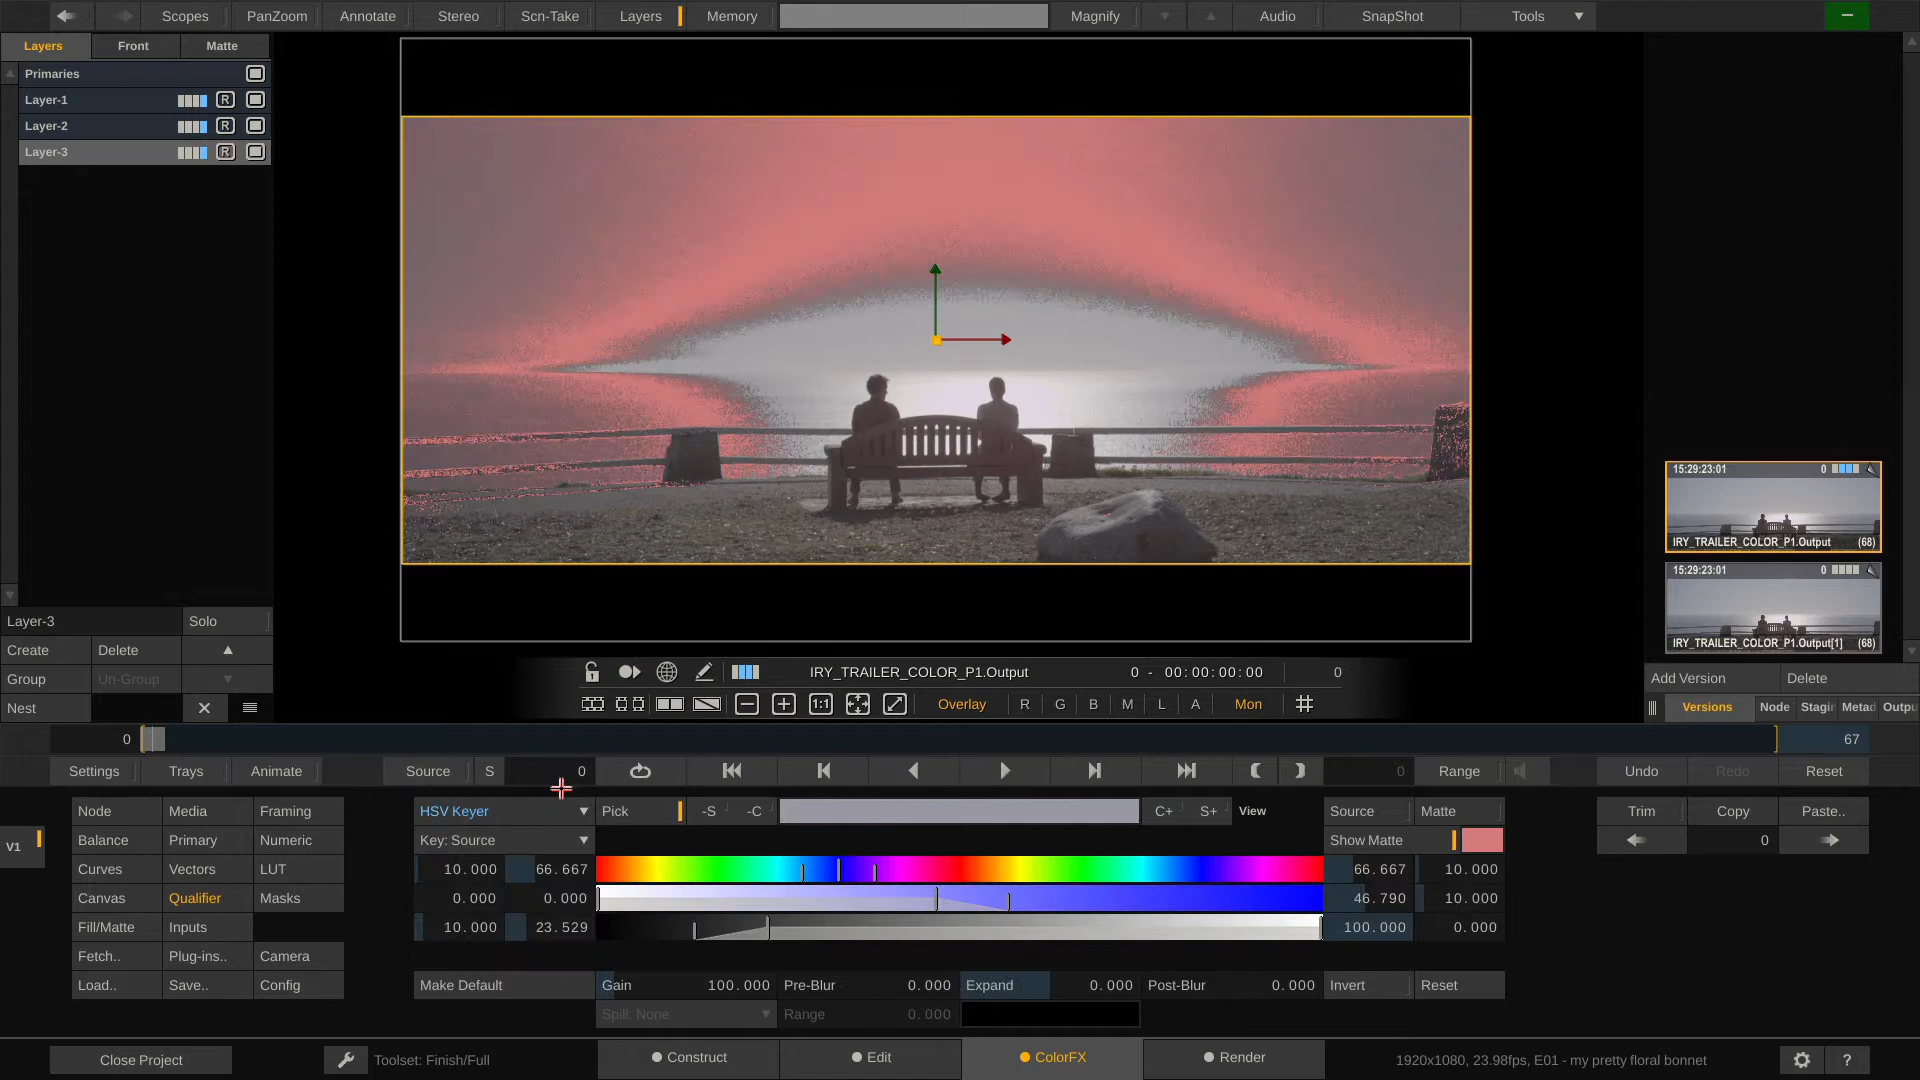 Scopes PanZoom Annotate Stereo Scn-Take Layers Memory Magnify Audio SnapShot Tools
Layers Front Matte
Primaries
Layer-1 R
Layer-2 R
Layer-3 R
15:29:23:01 0
IRY_TRAILER_COLOR_P1.Output (68)
15:29:23:01 0
IRY_TRAILER_COLOR_P1.Output[1] (68)
Layer-3 Solo
Create Delete
Group Un-Group
Nest
IRY_TRAILER_COLOR_P1.Output 0 - 00:00:00:00 0
1:1 Overlay R G B M L A Mon
Add Version Delete
Versions Node Stagin Metad Outpu
0 67
Settings Trays Animate Source S 0 0 Range Undo Redo Reset
V1
Node Media Framing
Balance Primary Numeric
Curves Vectors LUT
Canvas Qualifier Masks
Fill/Matte Inputs
Fetch.. Plug-ins.. Camera
Load.. Save.. Config
HSV Keyer Pick -S -C C+ S+ View Source Matte
Key: Source Show Matte
10.000 66.667 66.667 10.000
0.000 0.000 46.790 10.000
10.000 23.529 100.000 0.000
Make Default Gain 100.000 Pre-Blur 0.000 Expand 0.000 Post-Blur 0.000 Invert Reset
Spill: None Range 0.000
Trim Copy Paste..
0
Close Project Toolset: Finish/Full Construct Edit ColorFX Render 1920x1080, 23.98fps, E01 - my pretty floral bonnet ?